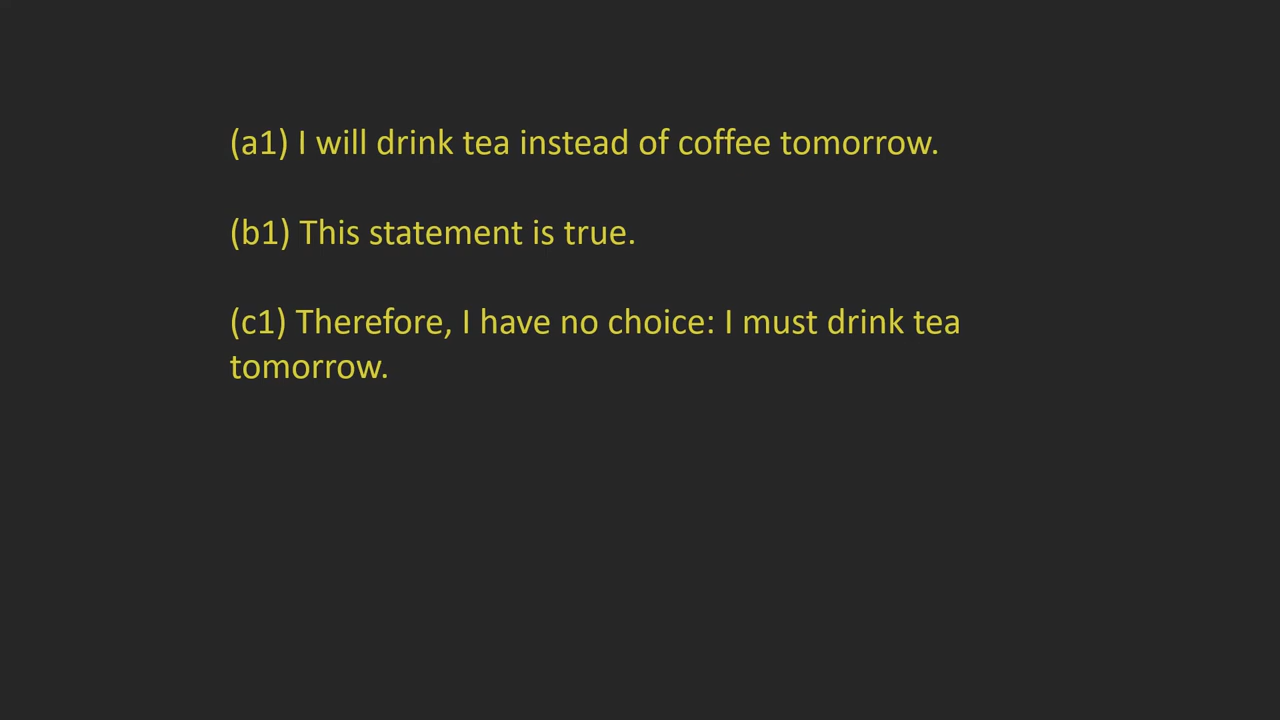 (a1) I will drink tea instead of coffee tomorrow.
(b1) This statement is true.
(c1) Therefore, I have no choice: I must drink tea
tomorrow.